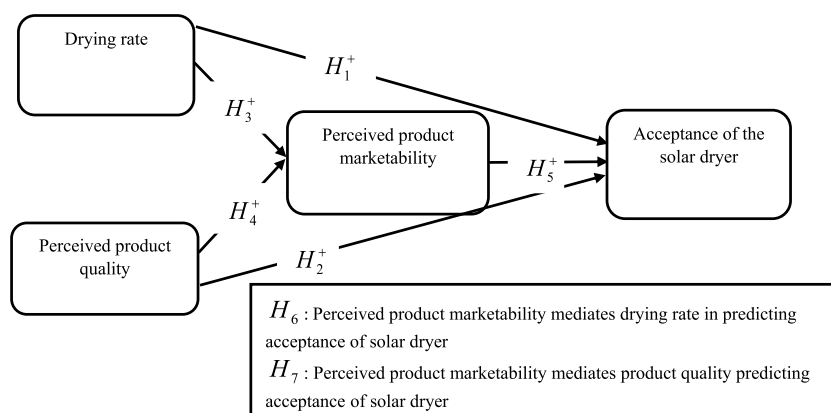 Drying rate
H₁⁺
H₃⁺
Perceived product
marketability
Acceptance of the
solar dryer
H₅⁺
H₄⁺
Perceived product
quality
H₂⁺
H₆ : Perceived product marketability mediates drying rate in predicting
acceptance of solar dryer
H₇ : Perceived product marketability mediates product quality predicting
acceptance of solar dryer